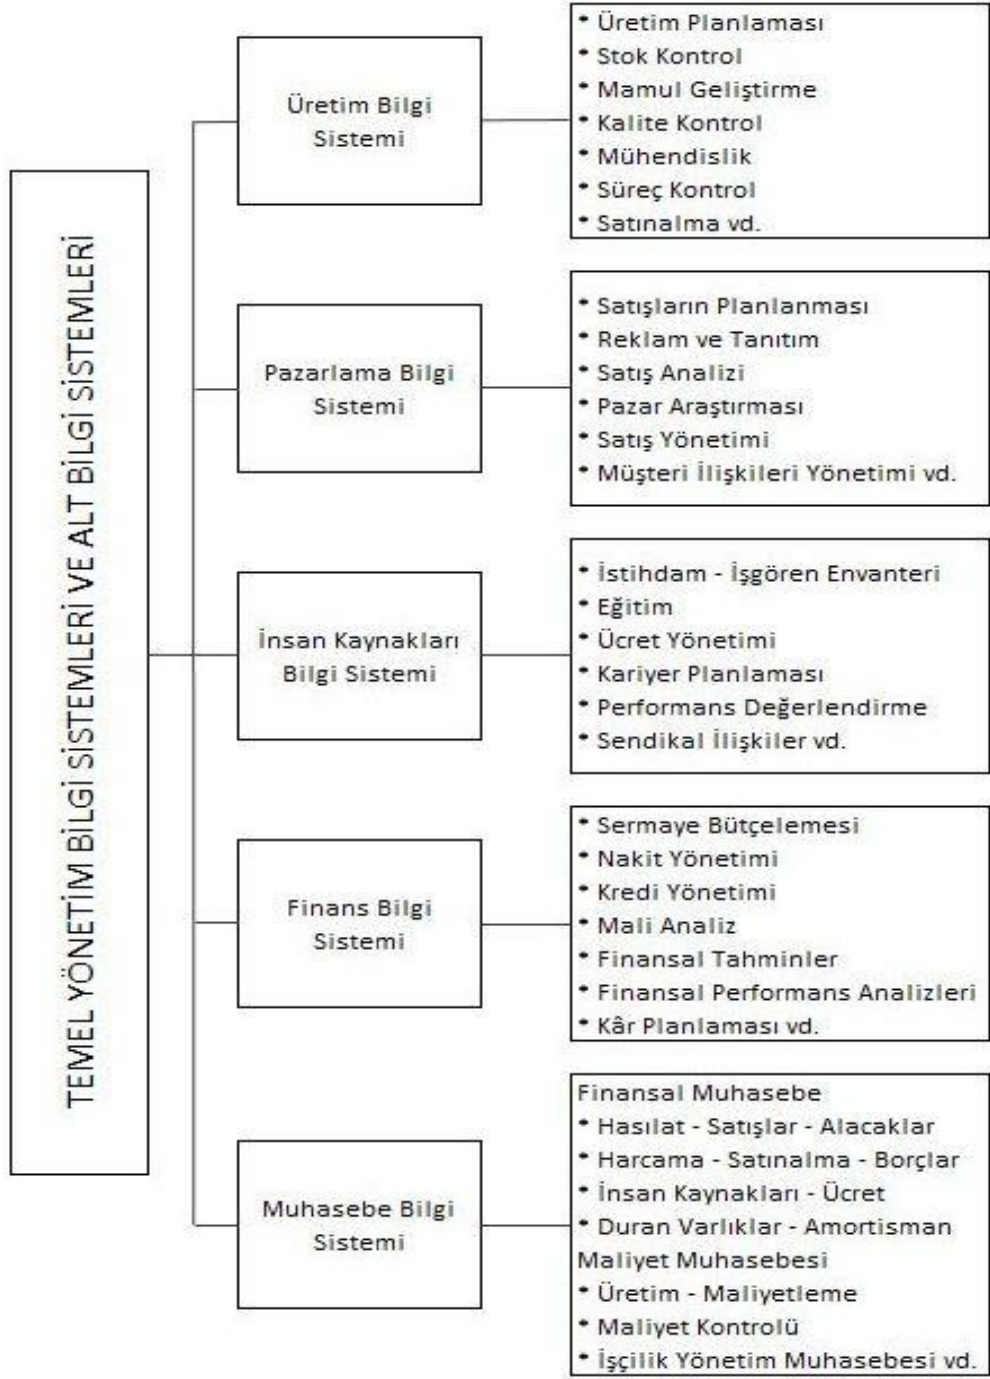 TEMEL YÖNETİM BİLGİ SİSTEMLERİ VE ALT BİLGİ SİSTEMLERİ
Üretim Bilgi
Sistemi
* Üretim Planlaması
* Stok Kontrol
* Mamul Geliştirme
* Kalite Kontrol
* Mühendislik
* Süreç Kontrol
* Satınalma vd.
Pazarlama Bilgi
Sistemi
* Satışların Planlanması
* Reklam ve Tanıtım
* Satış Analizi
* Pazar Araştırması
* Satış Yönetimi
* Müşteri İlişkileri Yönetimi vd.
İnsan Kaynakları
Bilgi Sistemi
* İstihdam - İşgören Envanteri
* Eğitim
* Ücret Yönetimi
* Kariyer Planlaması
* Performans Değerlendirme
* Sendikal İlişkiler vd.
Finans Bilgi
Sistemi
* Sermaye Bütçelemesi
* Nakit Yönetimi
* Kredi Yönetimi
* Mali Analiz
* Finansal Tahminler
* Finansal Performans Analizleri
* Kâr Planlaması vd.
Muhasebe Bilgi
Sistemi
Finansal Muhasebe
* Hasılat - Satışlar - Alacaklar
* Harcama - Satınalma - Borçlar
* İnsan Kaynakları - Ücret
* Duran Varlıklar - Amortisman
Maliyet Muhasebesi
* Üretim - Maliyetleme
* Maliyet Kontrolü
* İşçilik Yönetim Muhasebesi vd.